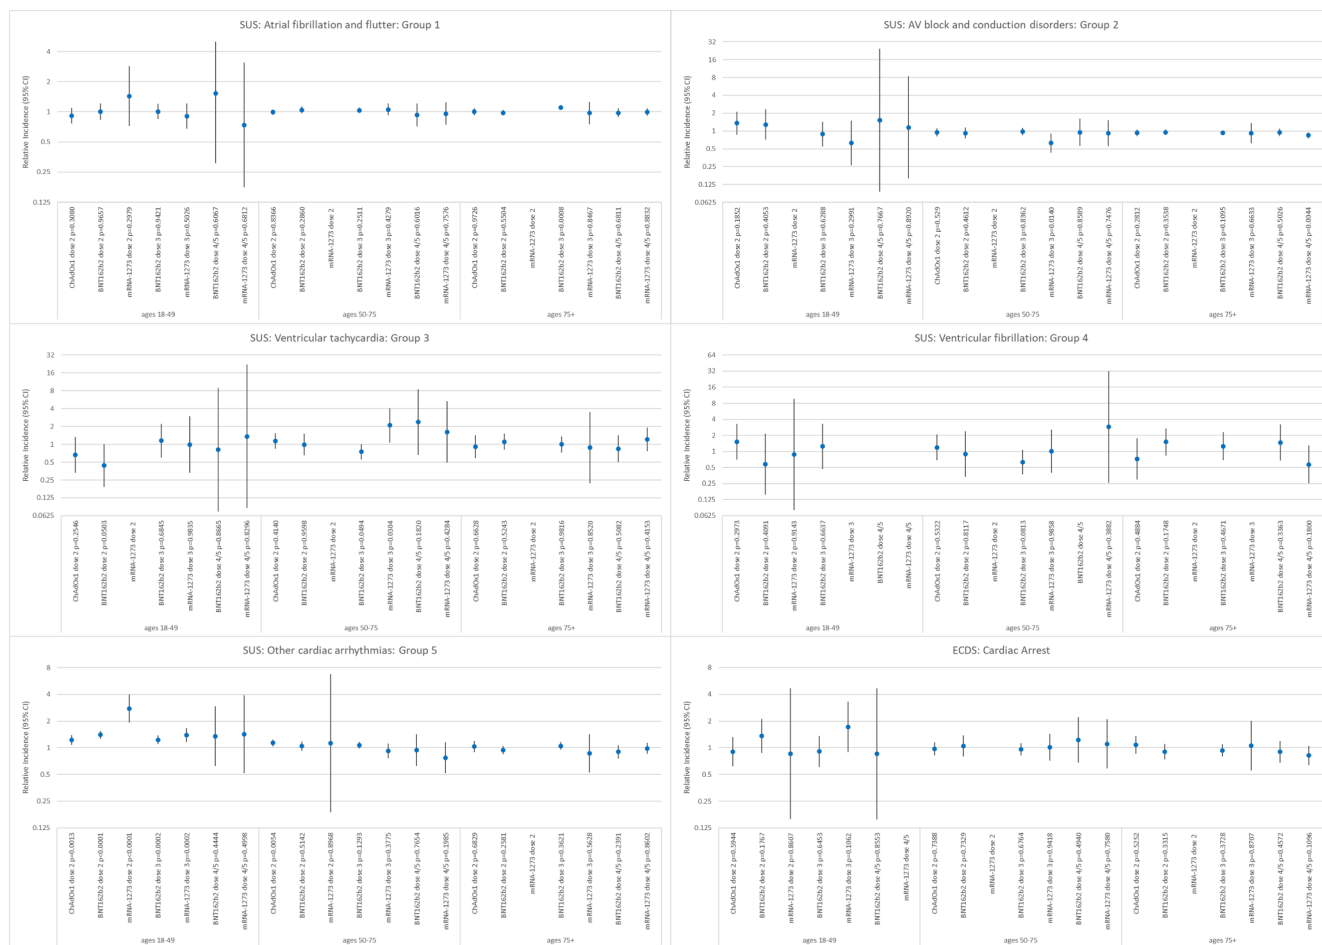 SUS: Atrial fibrillation and flutter: Group 1
Relative Incidence (95% CI)
4
2
1
0.5
0.25
0.125
ChAdOx1 dose 2 p=0.3080
BNT162b2 dose 2 p=0.9657
mRNA-1273 dose 2 p=0.2979
BNT162b2 dose 3 p=0.9421
mRNA-1273 dose 3 p=0.5026
BNT162b2 dose 4/5 p=0.6067
mRNA-1273 dose 4/5 p=0.6812
ChAdOx1 dose 2 p=0.8366
BNT162b2 dose 2 p=0.2860
mRNA-1273 dose 2
BNT162b2 dose 3 p=0.2511
mRNA-1273 dose 3 p=0.4279
BNT162b2 dose 4/5 p=0.6016
mRNA-1273 dose 4/5 p=0.7576
ChAdOx1 dose 2 p=0.9726
BNT162b2 dose 2 p=0.5504
mRNA-1273 dose 2
BNT162b2 dose 3 p=0.0008
mRNA-1273 dose 3 p=0.8467
BNT162b2 dose 4/5 p=0.6811
mRNA-1273 dose 4/5 p=0.8832
ages 18-49
ages 50-75
ages 75+
SUS: AV block and conduction disorders: Group 2
Relative Incidence (95% CI)
32
16
8
4
2
1
0.5
0.25
0.125
0.0625
ChAdOx1 dose 2 p=0.1852
BNT162b2 dose 2 p=0.4053
mRNA-1273 dose 2
BNT162b2 dose 3 p=0.6288
mRNA-1273 dose 3 p=0.2991
BNT162b2 dose 4/5 p=0.7667
mRNA-1273 dose 4/5 p=0.8920
ChAdOx1 dose 2 p=0.529
BNT162b2 dose 2 p=0.4612
mRNA-1273 dose 2
BNT162b2 dose 3 p=0.8362
mRNA-1273 dose 3 p=0.0140
BNT162b2 dose 4/5 p=0.8589
mRNA-1273 dose 4/5 p=0.7476
ChAdOx1 dose 2 p=0.2812
BNT162b2 dose 2 p=0.3538
mRNA-1273 dose 2
BNT162b2 dose 3 p=0.1095
mRNA-1273 dose 3 p=0.6633
BNT162b2 dose 4/5 p=0.5026
mRNA-1273 dose 4/5 p=0.0044
ages 18-49
ages 50-75
ages 75+
SUS: Ventricular tachycardia: Group 3
Relative Incidence (95% CI)
32
16
8
4
2
1
0.5
0.25
0.125
0.0625
ChAdOx1 dose 2 p=0.2546
BNT162b2 dose 2 p=0.0503
mRNA-1273 dose 2
BNT162b2 dose 3 p=0.6845
mRNA-1273 dose 3 p=0.9835
BNT162b2 dose 4/5 p=0.8665
mRNA-1273 dose 4/5 p=0.8296
ChAdOx1 dose 2 p=0.4140
BNT162b2 dose 2 p=0.9598
mRNA-1273 dose 2
BNT162b2 dose 3 p=0.0494
mRNA-1273 dose 3 p=0.0304
BNT162b2 dose 4/5 p=0.1820
mRNA-1273 dose 4/5 p=0.4284
ChAdOx1 dose 2 p=0.6628
BNT162b2 dose 2 p=0.5243
mRNA-1273 dose 2
BNT162b2 dose 3 p=0.9816
mRNA-1273 dose 3 p=0.8520
BNT162b2 dose 4/5 p=0.5082
mRNA-1273 dose 4/5 p=0.4153
ages 18-49
ages 50-75
ages 75+
SUS: Ventricular fibrillation: Group 4
Relative Incidence (95% CI)
64
32
16
8
4
2
1
0.5
0.25
0.125
0.0625
ChAdOx1 dose 2 p=0.2973
BNT162b2 dose 2 p=0.4091
mRNA-1273 dose 2 p=0.9143
BNT162b2 dose 3 p=0.6637
mRNA-1273 dose 3
BNT162b2 dose 4/5
mRNA-1273 dose 4/5
ChAdOx1 dose 2 p=0.5322
BNT162b2 dose 2 p=0.8117
mRNA-1273 dose 2
BNT162b2 dose 3 p=0.0813
mRNA-1273 dose 3 p=0.9858
BNT162b2 dose 4/5
mRNA-1273 dose 4/5 p=0.3882
ChAdOx1 dose 2 p=0.4884
BNT162b2 dose 2 p=0.1748
mRNA-1273 dose 2
BNT162b2 dose 3 p=0.4671
mRNA-1273 dose 3
BNT162b2 dose 4/5 p=0.3363
mRNA-1273 dose 4/5 p=0.1800
ages 18-49
ages 50-75
ages 75+
SUS: Other cardiac arrhythmias: Group 5
Relative Incidence (95% CI)
8
4
2
1
0.5
0.25
0.125
ChAdOx1 dose 2 p=0.0013
BNT162b2 dose 2 p<0.0001
mRNA-1273 dose 2 p<0.0001
BNT162b2 dose 3 p=0.0002
mRNA-1273 dose 3 p=0.0002
BNT162b2 dose 4/5 p=0.4444
mRNA-1273 dose 4/5 p=0.4998
ChAdOx1 dose 2 p=0.0054
BNT162b2 dose 2 p=0.5142
mRNA-1273 dose 2 p=0.8968
BNT162b2 dose 3 p=0.1293
mRNA-1273 dose 3 p=0.3775
BNT162b2 dose 4/5 p=0.7654
mRNA-1273 dose 4/5 p=0.1985
ChAdOx1 dose 2 p=0.6829
BNT162b2 dose 2 p=0.2581
mRNA-1273 dose 2
BNT162b2 dose 3 p=0.3621
mRNA-1273 dose 3 p=0.5628
BNT162b2 dose 4/5 p=0.2391
mRNA-1273 dose 4/5 p=0.8602
ages 18-49
ages 50-75
ages 75+
ECDS: Cardiac Arrest
Relative Incidence (95% CI)
8
4
2
1
0.5
0.25
0.125
ChAdOx1 dose 2 p=0.5944
BNT162b2 dose 2 p=0.1767
mRNA-1273 dose 2 p=0.8607
BNT162b2 dose 3 p=0.6453
mRNA-1273 dose 3 p=0.1062
BNT162b2 dose 4/5 p=0.8553
mRNA-1273 dose 4/5
ChAdOx1 dose 2 p=0.7388
BNT162b2 dose 2 p=0.7329
mRNA-1273 dose 2
BNT162b2 dose 3 p=0.6764
mRNA-1273 dose 3 p=0.9418
BNT162b2 dose 4/5 p=0.4940
mRNA-1273 dose 4/5 p=0.7580
ChAdOx1 dose 2 p=0.5252
BNT162b2 dose 2 p=0.3315
mRNA-1273 dose 2
BNT162b2 dose 3 p=0.3728
mRNA-1273 dose 3 p=0.8707
BNT162b2 dose 4/5 p=0.4572
mRNA-1273 dose 4/5 p=0.1096
ages 18-49
ages 50-75
ages 75+